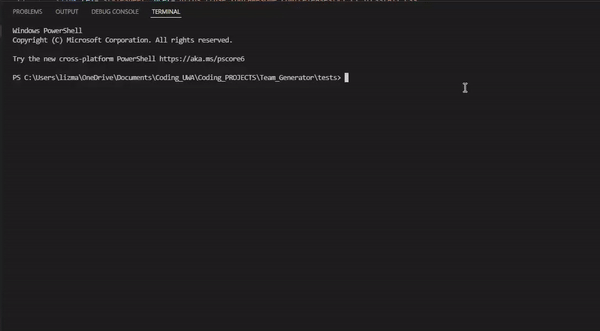 PROBLEMS OUTPUT DEBUG CONSOLE TERMINAL
Windows PowerShell
Copyright (C) Microsoft Corporation. All rights reserved.
Try the new cross-platform PowerShell https://aka.ms/pscore6
PS C:\Users\lizma\OneDrive\Documents\Coding_UWA\Coding_PROJECTS\Team_Generator\tests>